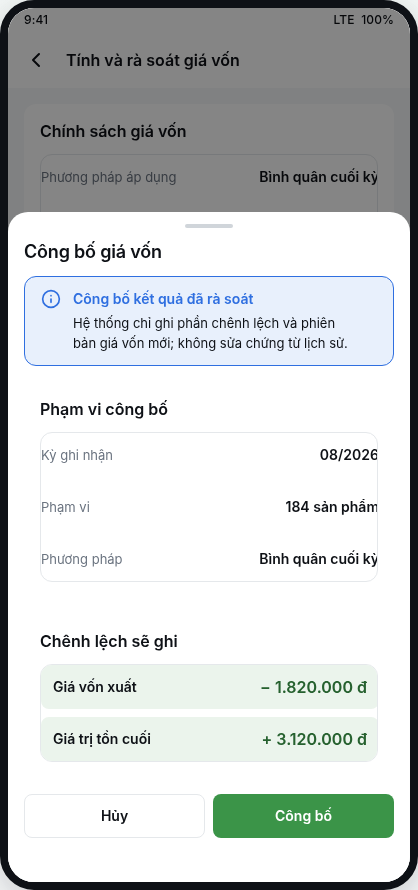 9:41
LTE 100%
Tính và rà soát giá vốn
Chính sách giá vốn
Phương pháp áp dụng
Bình quân cuối kỳ
Công bố giá vốn
Công bố kết quả đã rà soát
Hệ thống chỉ ghi phần chênh lệch và phiên
bản giá vốn mới; không sửa chứng từ lịch sử.
Phạm vi công bố
Kỳ ghi nhận
08/2026
Phạm vi
184 sản phẩm
Phương pháp
Bình quân cuối kỳ
Chênh lệch sẽ ghi
Giá vốn xuất
− 1.820.000 đ
Giá trị tồn cuối
+ 3.120.000 đ
Hủy
Công bố